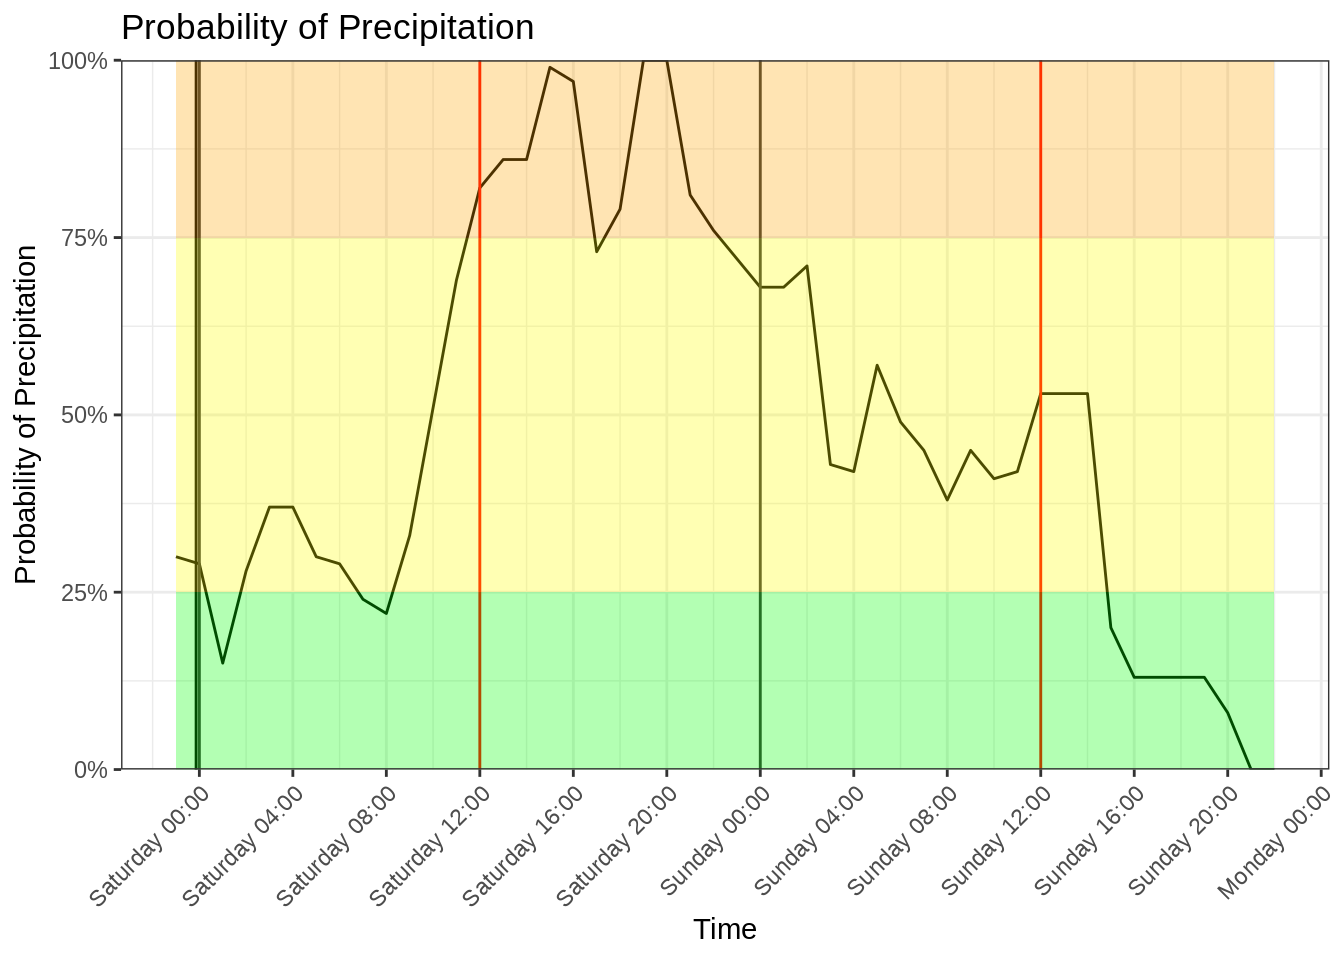 Probability of Precipitation
Probability of Precipitation
100%
75%
50%
25%
0%
Saturday 00:00
Saturday 04:00
Saturday 08:00
Saturday 12:00
Saturday 16:00
Saturday 20:00
Sunday 00:00
Sunday 04:00
Sunday 08:00
Sunday 12:00
Sunday 16:00
Sunday 20:00
Monday 00:00
Time